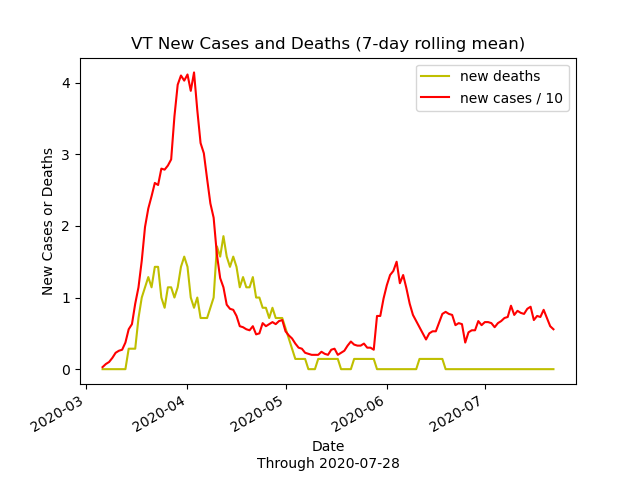 VT New Cases and Deaths (7-day rolling mean)
new deaths
new cases / 10
New Cases or Deaths
4
3
2
1
0
2020-03
2020-04
2020-05
2020-06
2020-07
Date
Through 2020-07-28